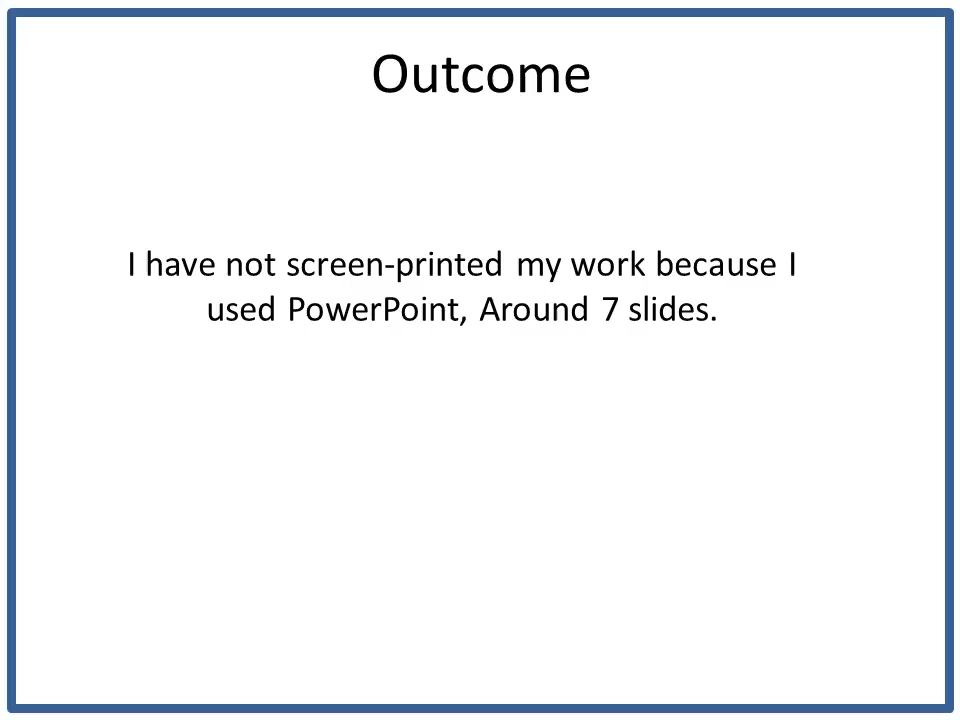 Outcome
I have not screen-printed my work because I
used PowerPoint, Around 7 slides.